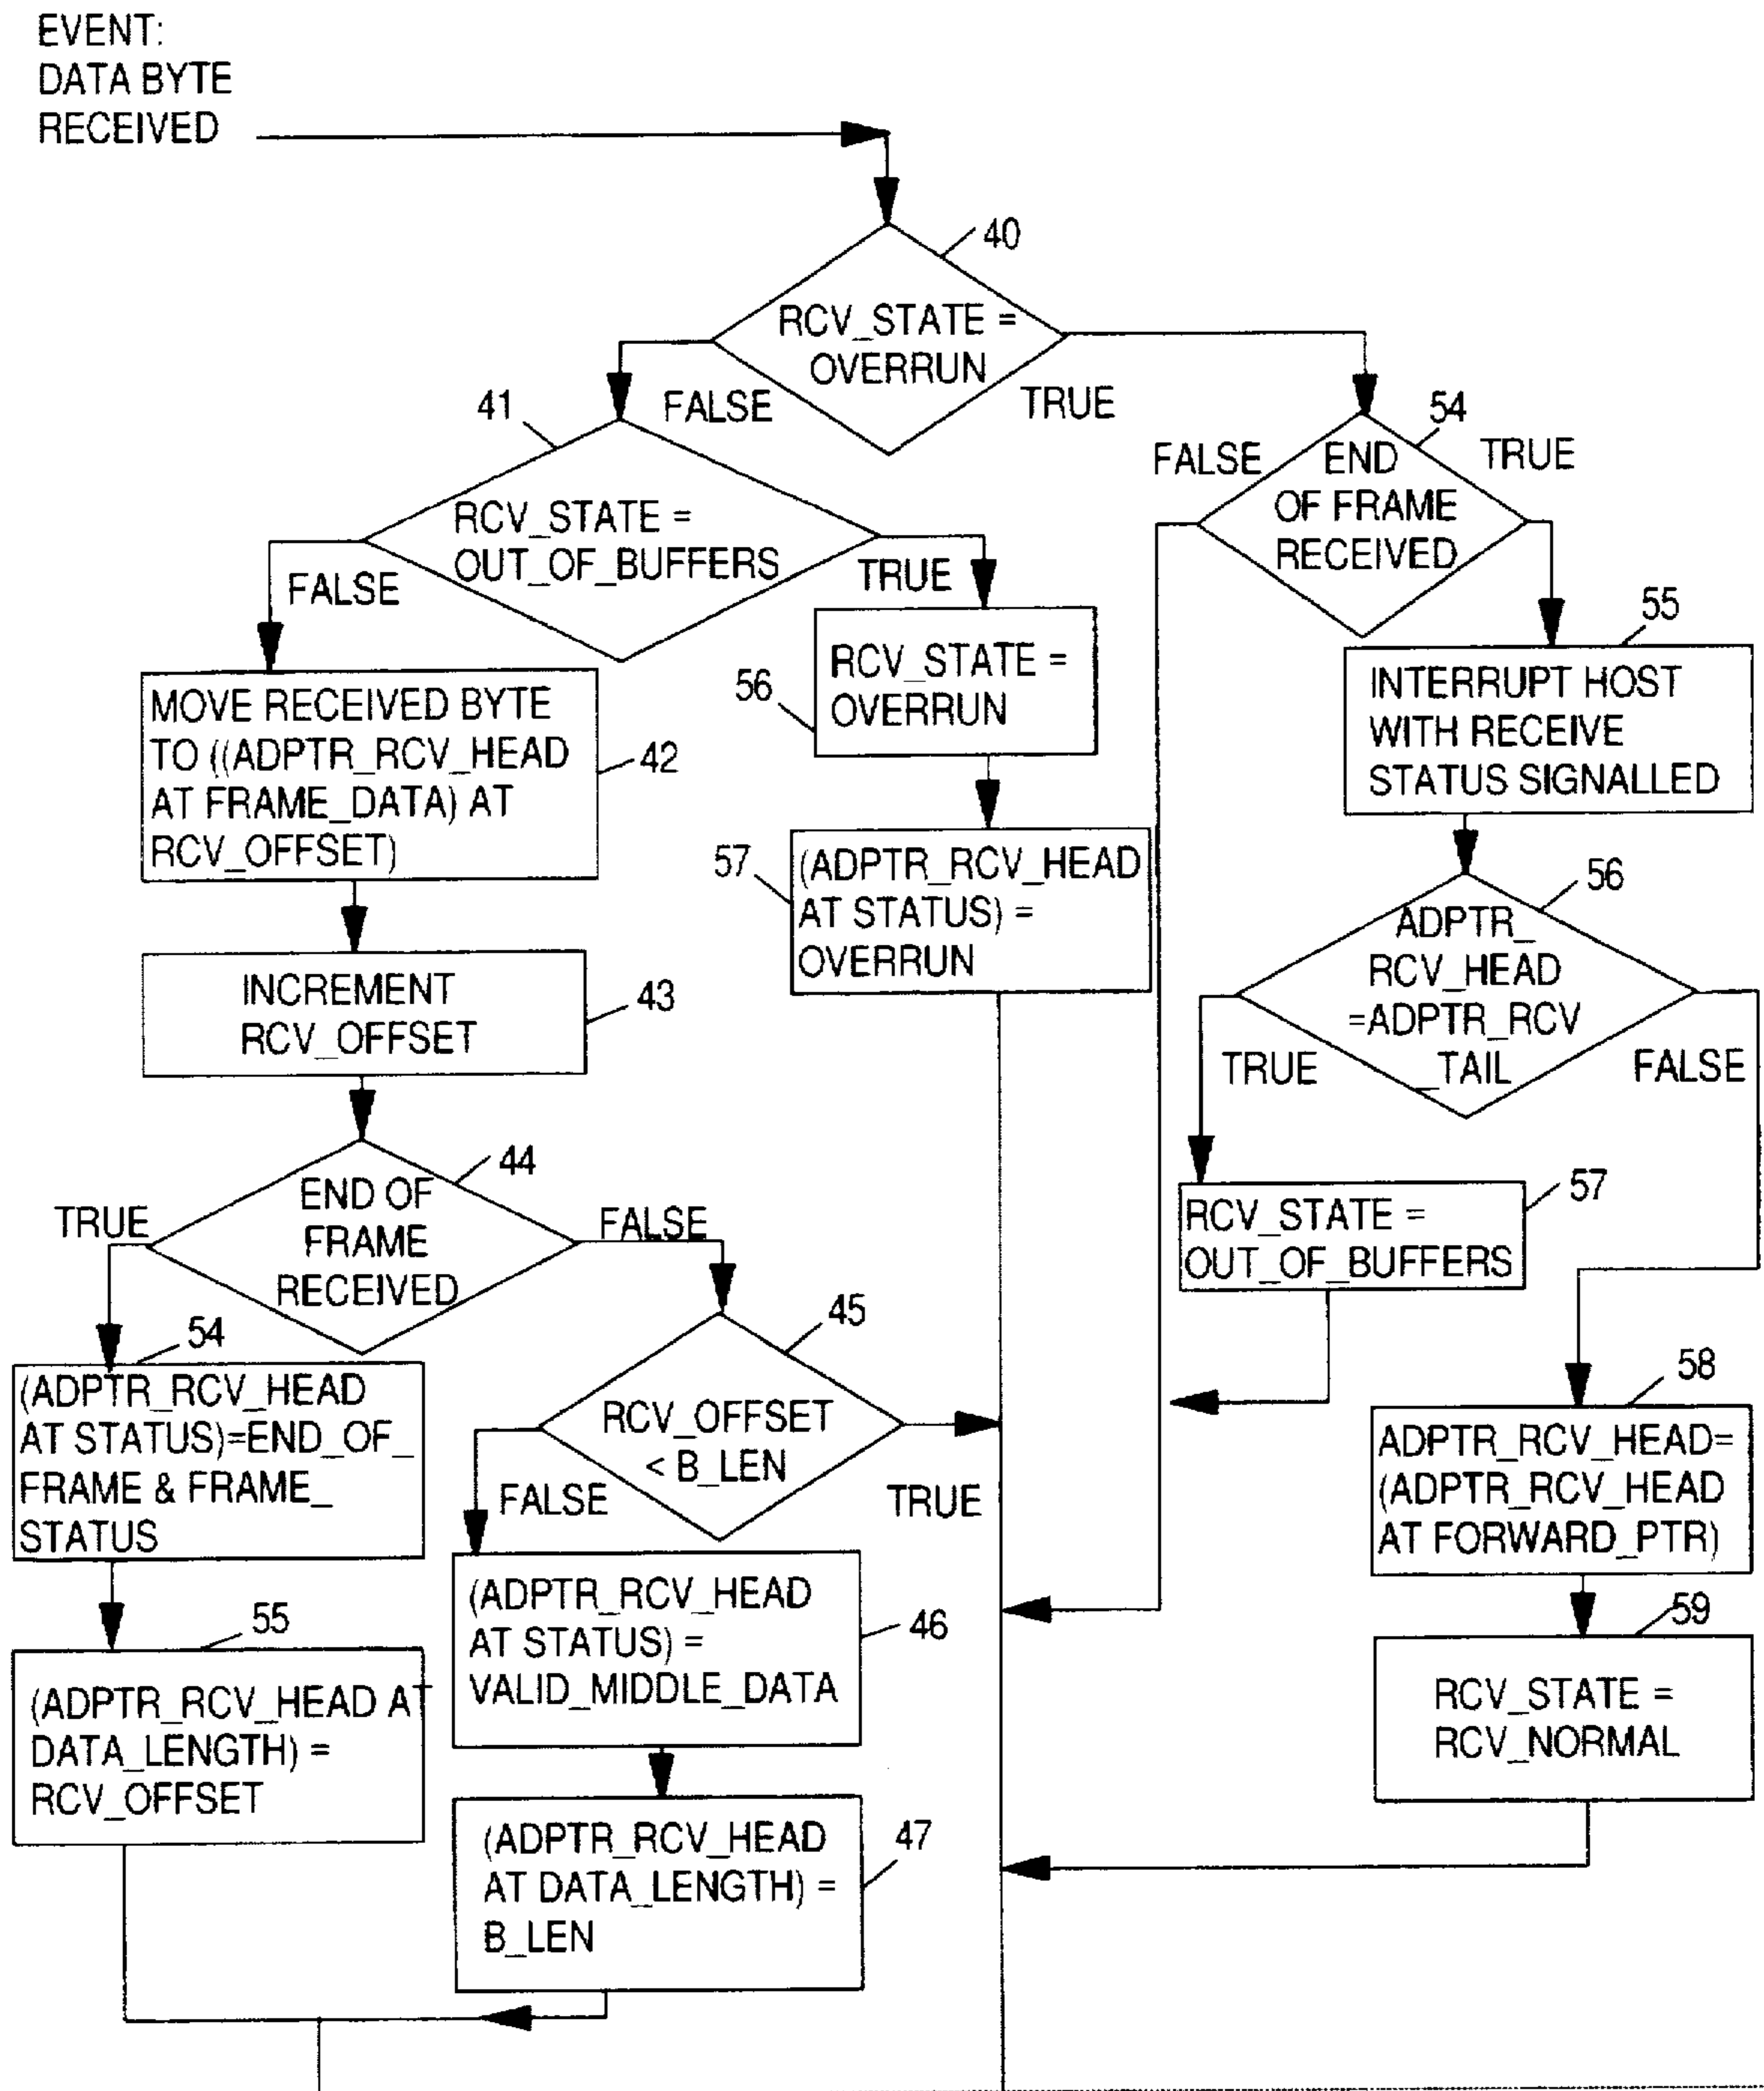 EVENT:
DATA BYTE
RECEIVED
40
RCV_STATE =
OVERRUN
FALSE
TRUE
41
RCV_STATE =
OUT_OF_BUFFERS
FALSE
TRUE
54
FALSE
TRUE
END
OF FRAME
RECEIVED
MOVE RECEIVED BYTE
TO ((ADPTR_RCV_HEAD
AT FRAME_DATA) AT
RCV_OFFSET)
42
56
RCV_STATE =
OVERRUN
55
INTERRUPT HOST
WITH RECEIVE
STATUS SIGNALLED
57
(ADPTR_RCV_HEAD
AT STATUS) =
OVERRUN
56
ADPTR_
RCV_HEAD
=ADPTR_RCV
_TAIL
TRUE
FALSE
INCREMENT
RCV_OFFSET
43
44
END OF
FRAME
RECEIVED
TRUE
FALSE
57
RCV_STATE =
OUT_OF_BUFFERS
45
RCV_OFFSET
< B_LEN
FALSE
TRUE
54
(ADPTR_RCV_HEAD
AT STATUS)=END_OF_
FRAME & FRAME_
STATUS
58
ADPTR_RCV_HEAD=
(ADPTR_RCV_HEAD
AT FORWARD_PTR)
(ADPTR_RCV_HEAD
AT STATUS) =
VALID_MIDDLE_DATA
46
55
(ADPTR_RCV_HEAD AT
DATA_LENGTH) =
RCV_OFFSET
59
RCV_STATE =
RCV_NORMAL
(ADPTR_RCV_HEAD
AT DATA_LENGTH) =
B_LEN
47